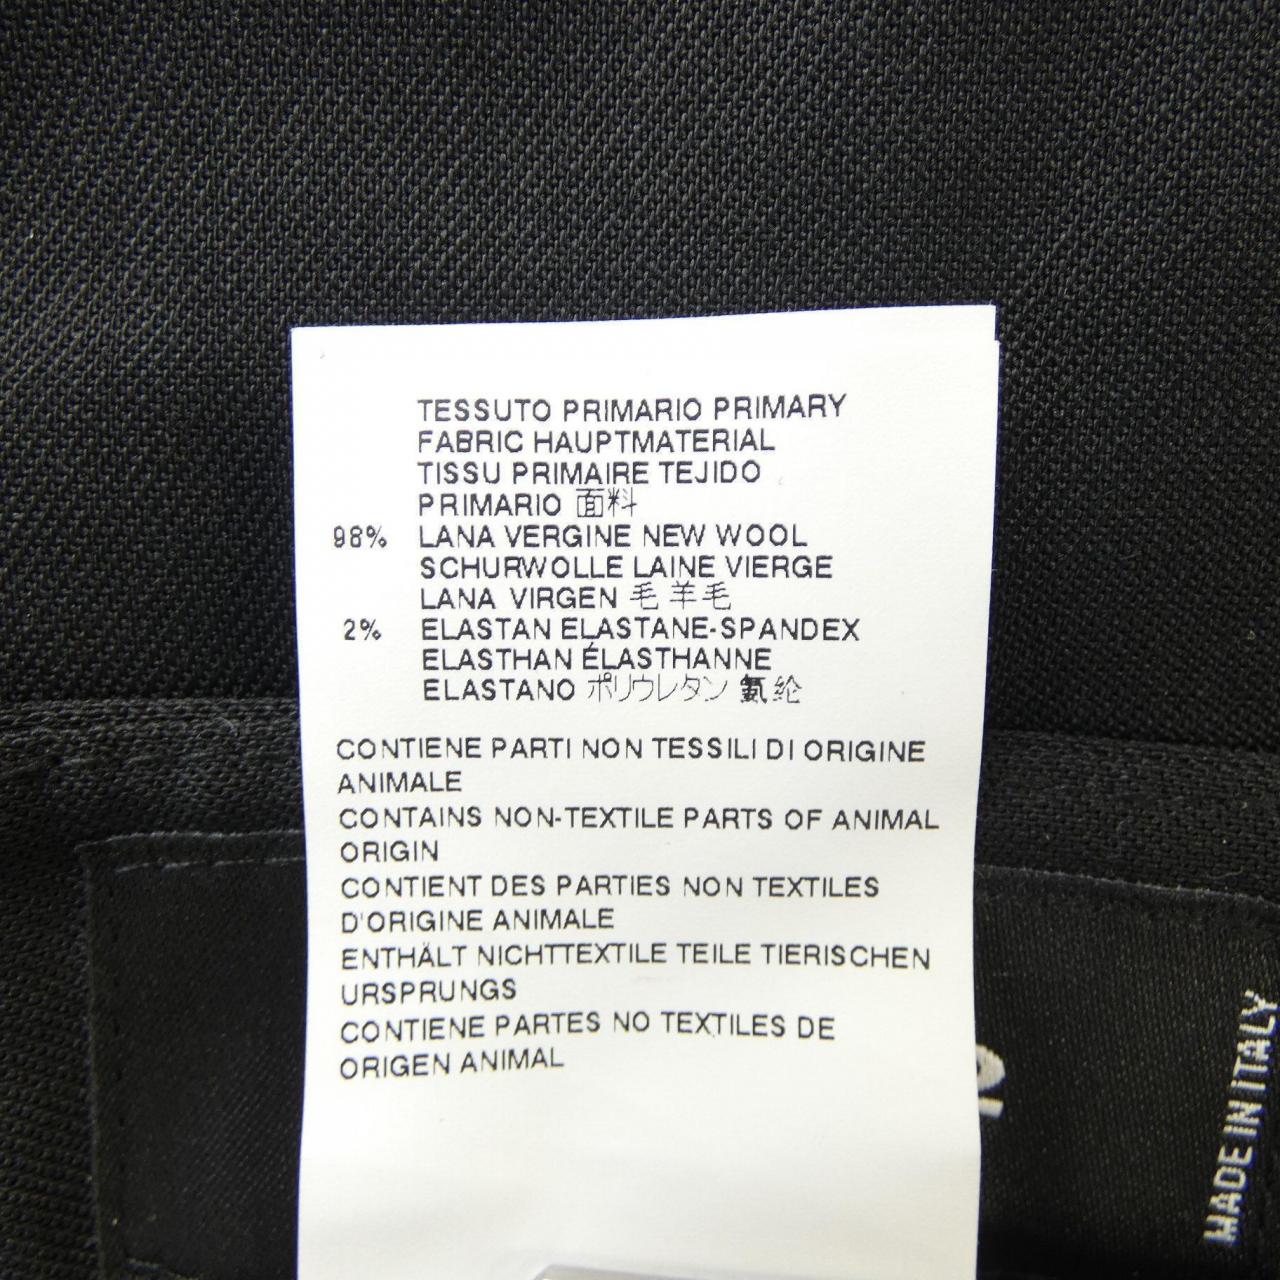 TESSUTO PRIMARIO PRIMARY
FABRIC HAUPTMATERIAL
TISSU PRIMAIRE TEJIDO
PRIMARIO 面料
98% LANA VERGINE NEW WOOL
SCHURWOLLE LAINE VIERGE
LANA VIRGEN 毛 羊毛
2% ELASTAN ELASTANE-SPANDEX
ELASTHAN ÉLASTHANNE
ELASTANO ポリウレタン 氨纶
CONTIENE PARTI NON TESSILI DI ORIGINE
ANIMALE
CONTAINS NON-TEXTILE PARTS OF ANIMAL
ORIGIN
CONTIENT DES PARTIES NON TEXTILES
D'ORIGINE ANIMALE
ENTHÄLT NICHTTEXTILE TEILE TIERISCHEN
URSPRUNGS
CONTIENE PARTES NO TEXTILES DE
ORIGEN ANIMAL
MADE IN ITALY